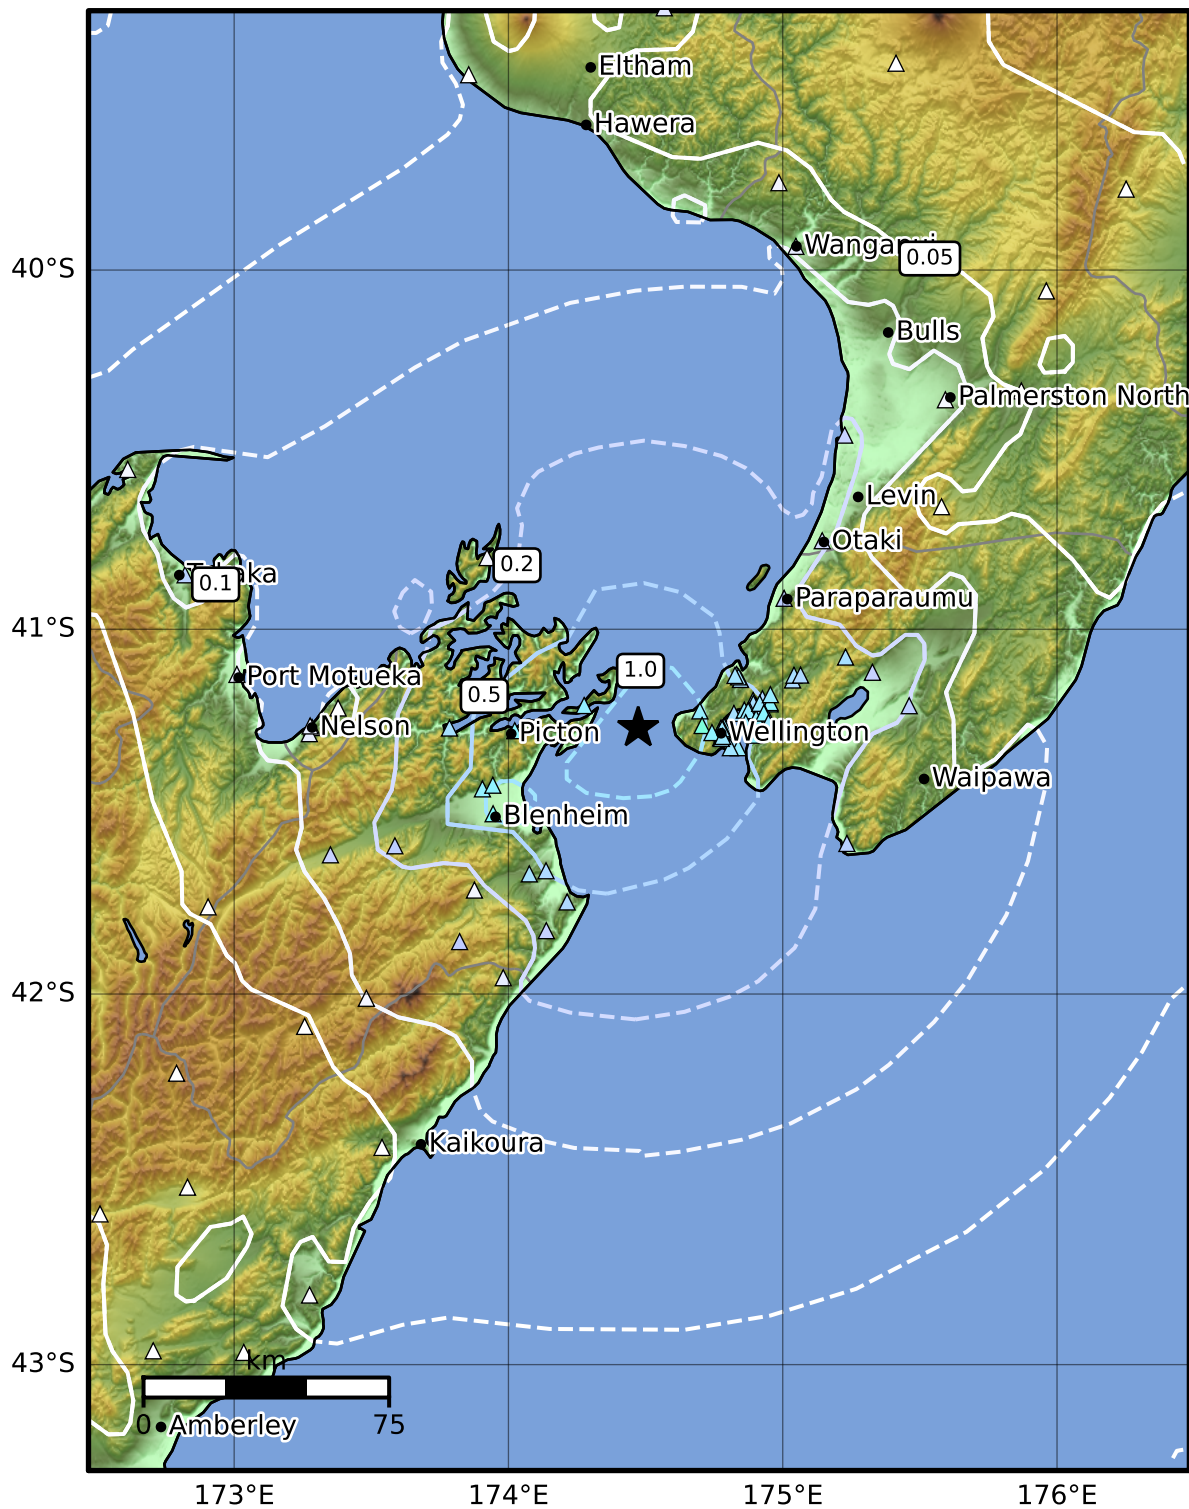 Eltham
Hawera
Wanganui
0.05
40°S
Bulls
Palmerston North
Levin
Otaki
0.2
Takaka
0.1
Paraparaumu
41°S
Port Motueka
1.0
0.5
Nelson
Picton
Wellington
Waipawa
Blenheim
42°S
Kaikoura
43°S
km
0
75
Amberley
173°E
174°E
175°E
176°E